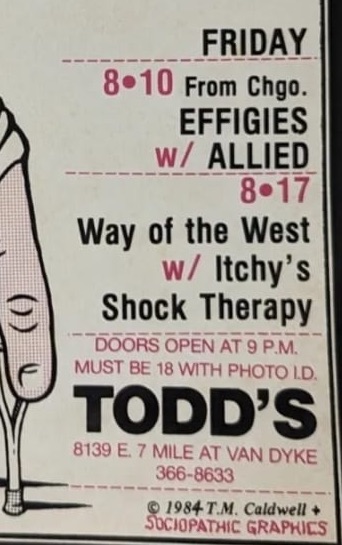 FRIDAY
8•10 From Chgo.
EFFIGIES
w/ ALLIED
8•17
Way of the West
w/ Itchy's
Shock Therapy
DOORS OPEN AT 9 P.M.
MUST BE 18 WITH PHOTO I.D.
TODD'S
8139 E. 7 MILE AT VAN DYKE
366-8633
© 1984 T.M. Caldwell +
SOCIOPATHIC GRAPHICS